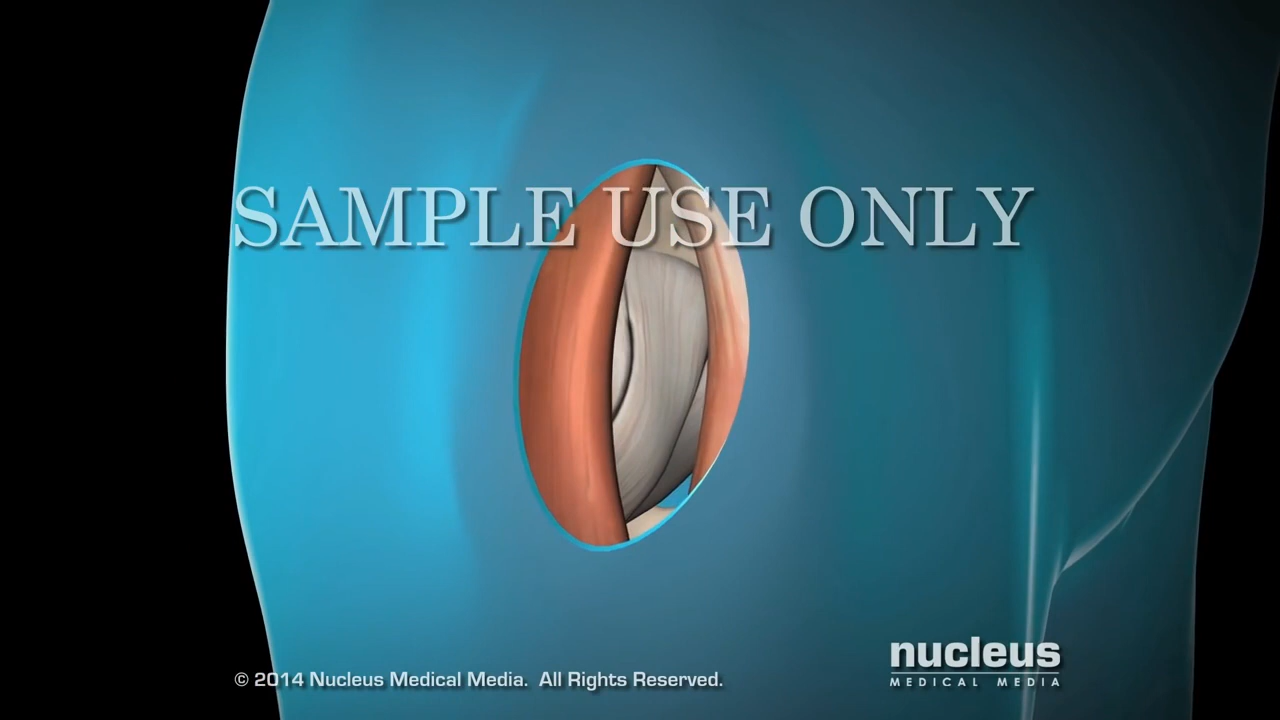 SAMPLE USE ONLY
© 2014 Nucleus Medical Media. All Rights Reserved.
nucleus
MEDICAL MEDIA